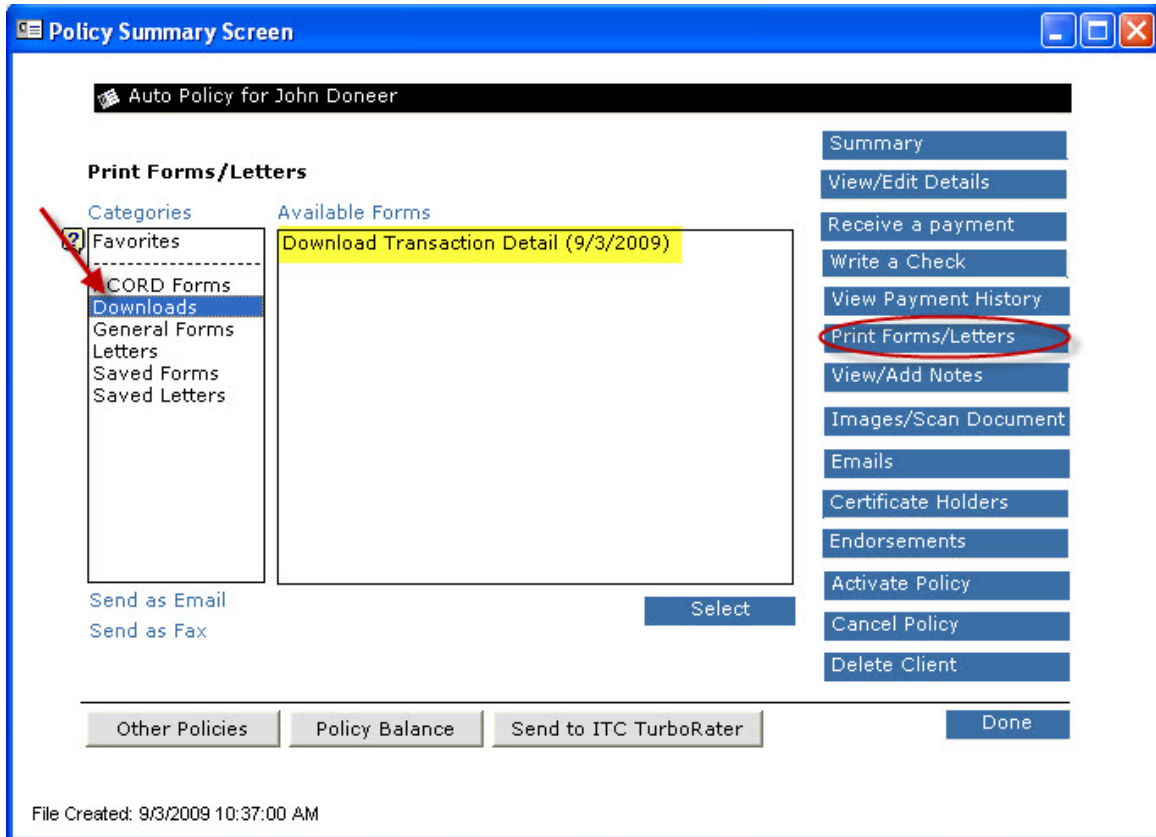 Policy Summary Screen
Auto Policy for John Doneer
Print Forms/Letters
Categories
Favorites
ACORD Forms
Downloads
General Forms
Letters
Saved Forms
Saved Letters
Available Forms
Download Transaction Detail (9/3/2009)
Send as Email
Send as Fax
Select
Summary
View/Edit Details
Receive a payment
Write a Check
View Payment History
Print Forms/Letters
View/Add Notes
Images/Scan Document
Emails
Certificate Holders
Endorsements
Activate Policy
Cancel Policy
Delete Client
Other Policies
Policy Balance
Send to ITC TurboRater
Done
File Created: 9/3/2009 10:37:00 AM